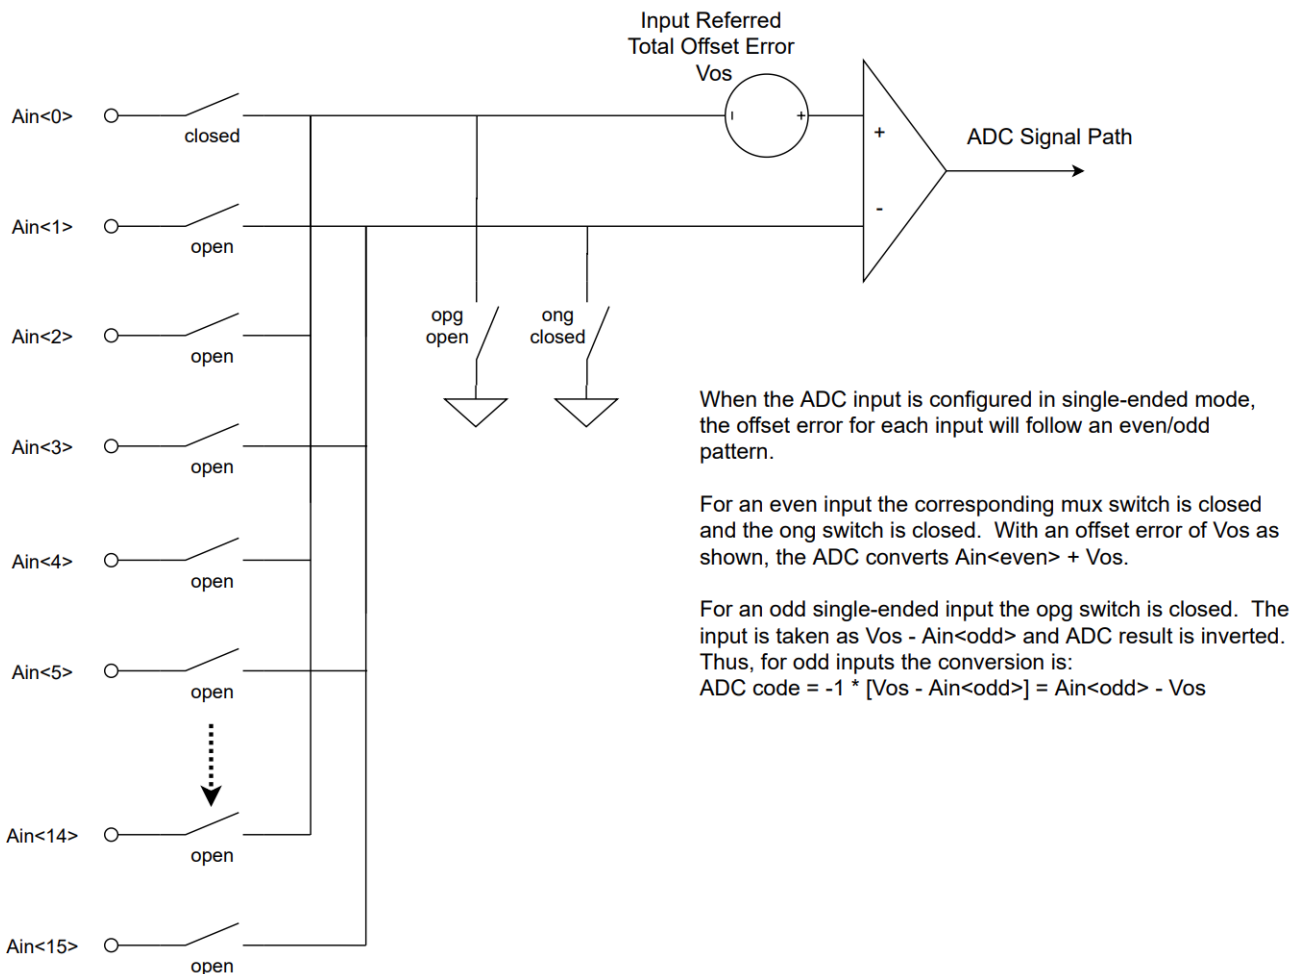 Input Referred
Total Offset Error
Vos
Ain<0>
closed
+
-
ADC Signal Path
Ain<1>
open
Ain<2>
open
opg
open
ong
closed
Ain<3>
open
Ain<4>
open
Ain<5>
open
Ain<14>
open
Ain<15>
open
When the ADC input is configured in single-ended mode,
the offset error for each input will follow an even/odd
pattern.
For an even input the corresponding mux switch is closed
and the ong switch is closed. With an offset error of Vos as
shown, the ADC converts Ain<even> + Vos.
For an odd single-ended input the opg switch is closed. The
input is taken as Vos - Ain<odd> and ADC result is inverted.
Thus, for odd inputs the conversion is:
ADC code = -1 * [Vos - Ain<odd>] = Ain<odd> - Vos